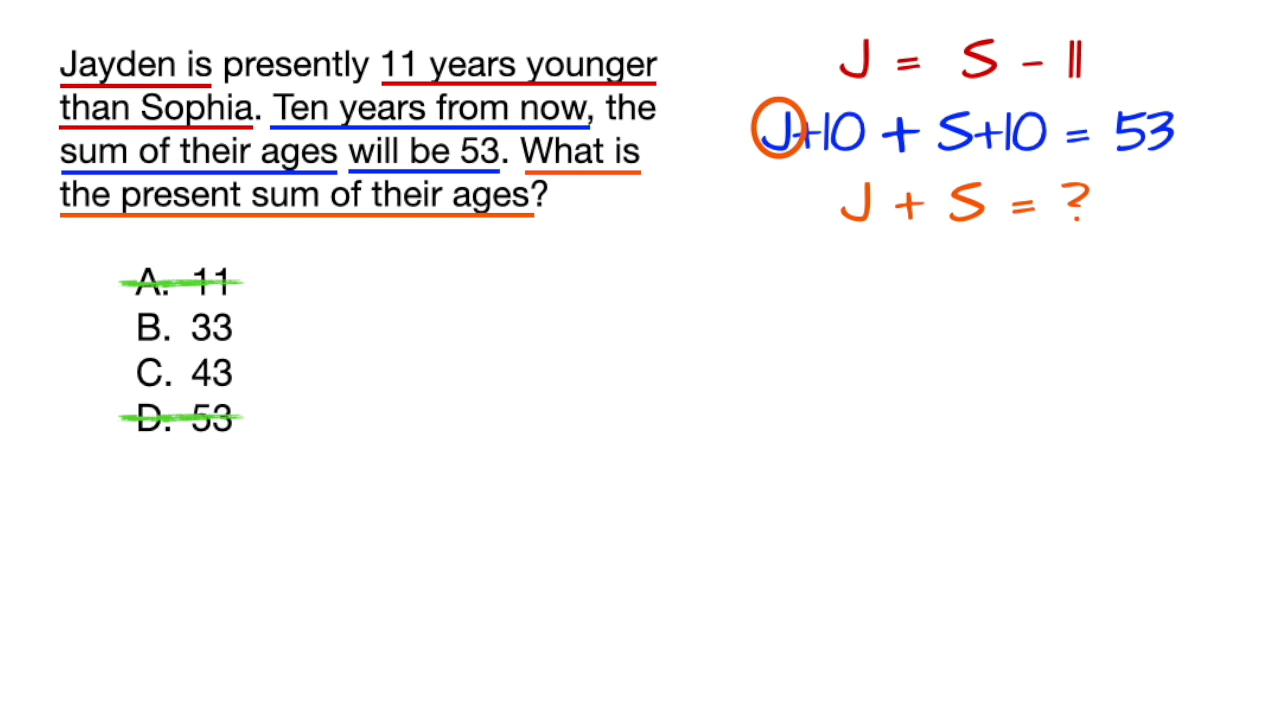 Jayden is presently 11 years younger
than Sophia. Ten years from now, the
sum of their ages will be 53. What is
the present sum of their ages?
A. 11
B. 33
C. 43
D. 53
J = S - 11
J+10 + S+10 = 53
J + S = ?